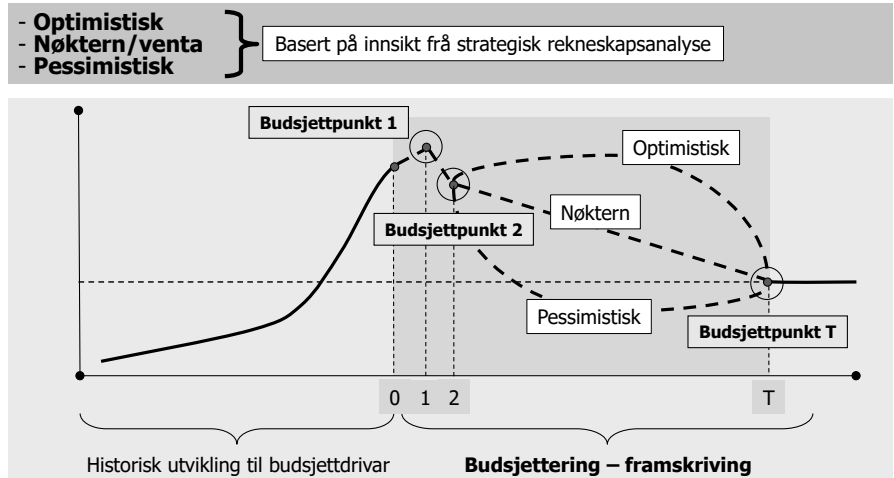 - Optimistisk
- Nøktern/venta
- Pessimistisk
Basert på innsikt frå strategisk rekneskapsanalyse
Budsjettpunkt 1
Optimistisk
Nøktern
Budsjettpunkt 2
Pessimistisk
Budsjettpunkt T
0 1 2 T
Historisk utvikling til budsjettdrivar
Budsjettering – framskriving